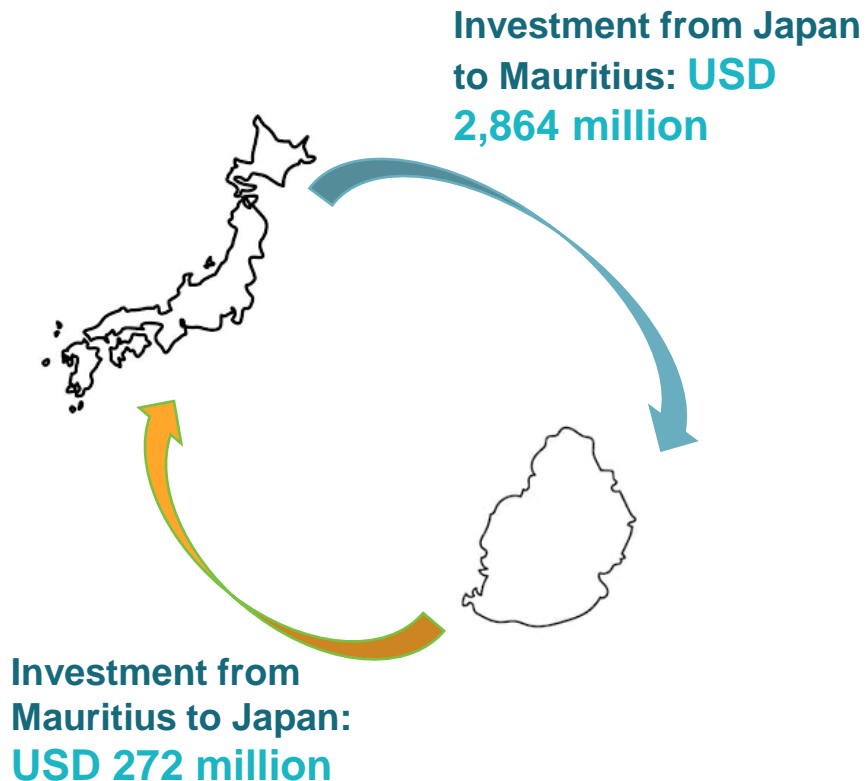 Investment from Japan
to Mauritius: USD
2,864 million
Investment from
Mauritius to Japan:
USD 272 million